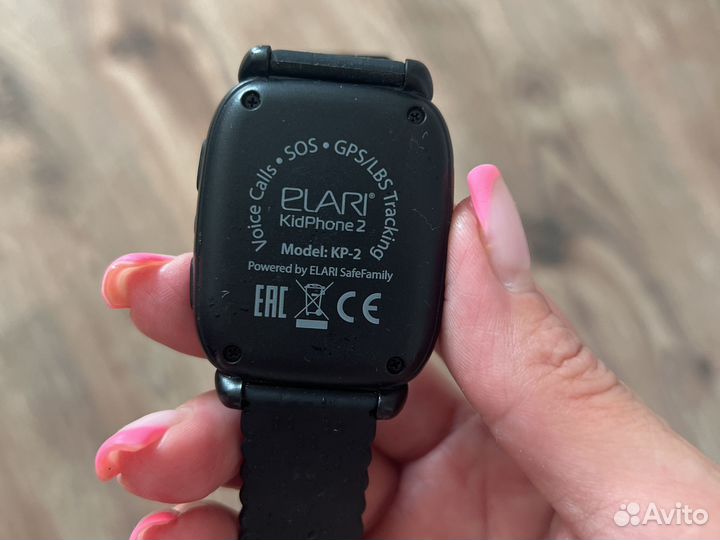 Voice Calls • SOS • GPS/LBS Tracking
ELARI®
KidPhone 2
Model: KP-2
Powered by ELARI SafeFamily
EAC CE
Avito